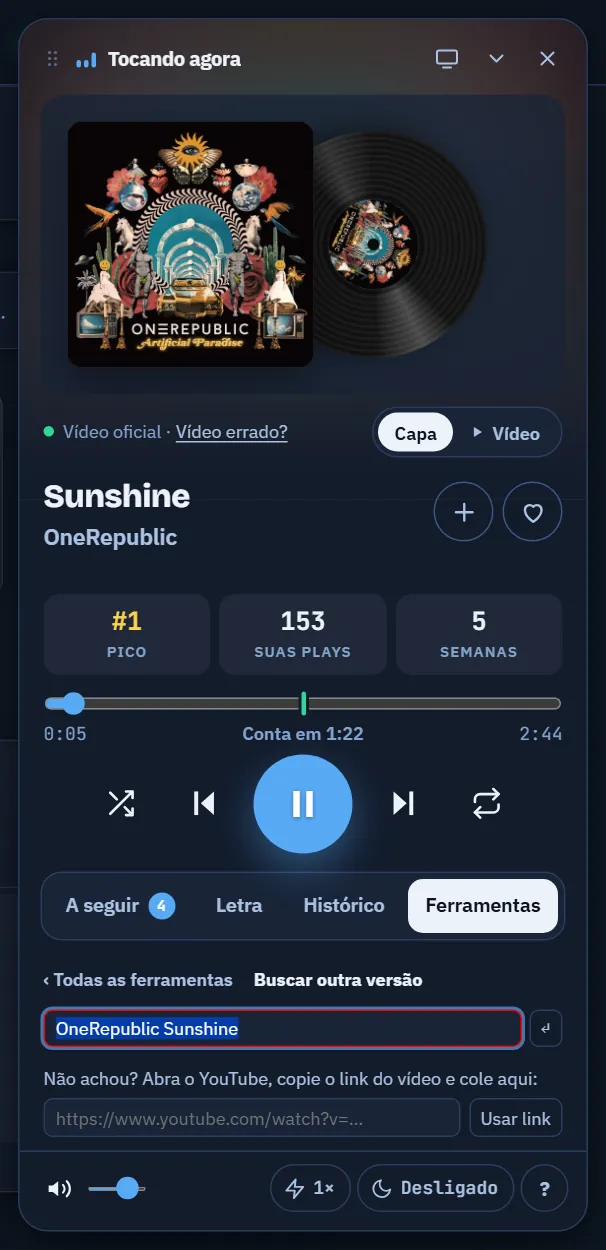 Tocando agora
ONEREPUBLIC
Artificial Paradise
Vídeo oficial · Vídeo errado?
Capa
Vídeo
Sunshine
OneRepublic
#1
PICO
153
SUAS PLAYS
5
SEMANAS
0:05
Conta em 1:22
2:44
A seguir 4
Letra
Histórico
Ferramentas
‹ Todas as ferramentas
Buscar outra versão
OneRepublic Sunshine
Não achou? Abra o YouTube, copie o link do vídeo e cole aqui:
https://www.youtube.com/watch?v=...
Usar link
1×
Desligado
?